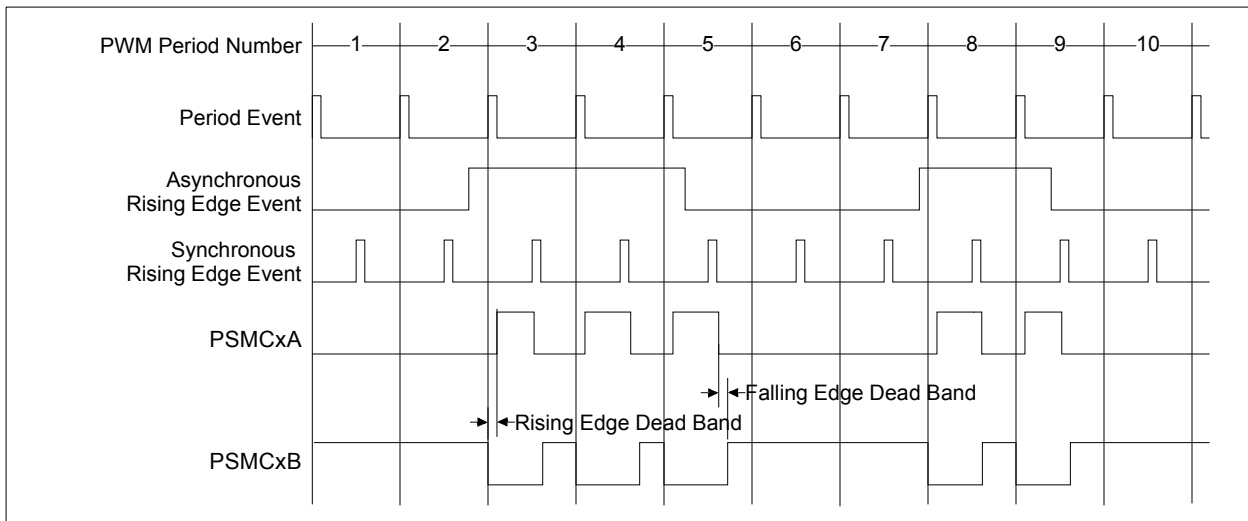 PWM Period Number 1 2 3 4 5 6 7 8 9 10
Period Event
Asynchronous
Rising Edge Event
Synchronous
Rising Edge Event
PSMCxA
Falling Edge Dead Band
Rising Edge Dead Band
PSMCxB